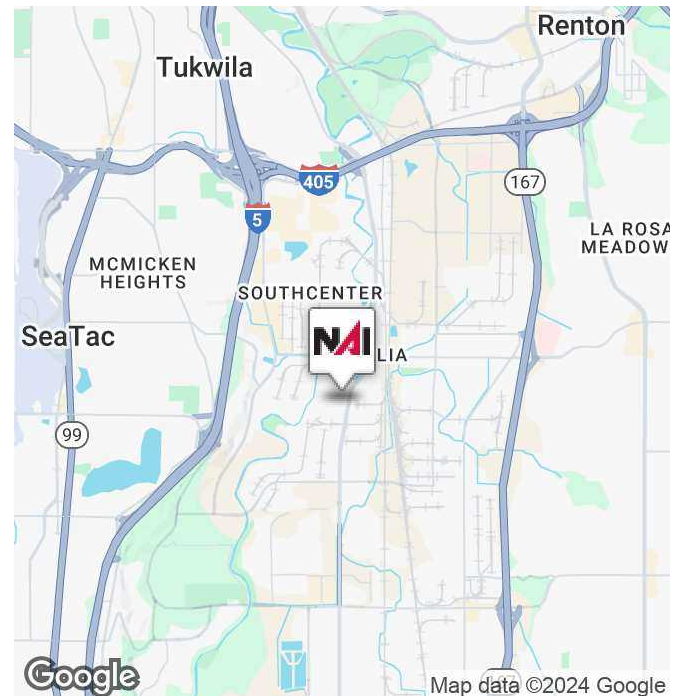 Renton
Tukwila
405
167
5
LA ROSA
MEADOW
MCMICKEN
HEIGHTS
SOUTHCENTER
SeaTac
NAI
LIA
99
Google
Map data ©2024 Google